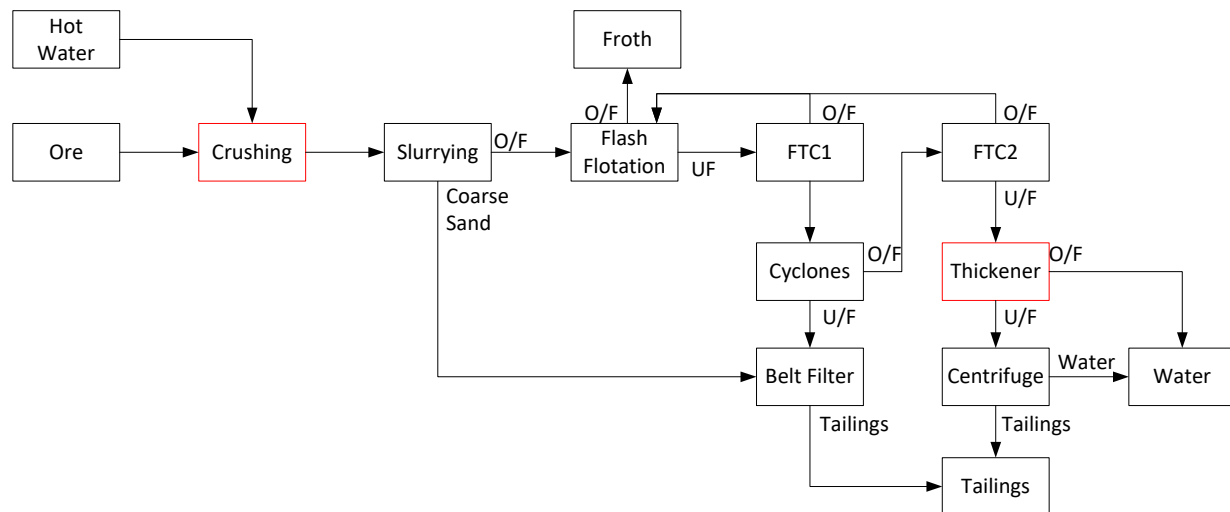 Hot
Water
Froth
O/F
O/F
O/F
Ore
Crushing
Slurrying
O/F
Flash
Flotation
UF
FTC1
FTC2
Coarse
Sand
U/F
Cyclones
O/F
Thickener
O/F
U/F
U/F
Belt Filter
Centrifuge
Water
Water
Tailings
Tailings
Tailings